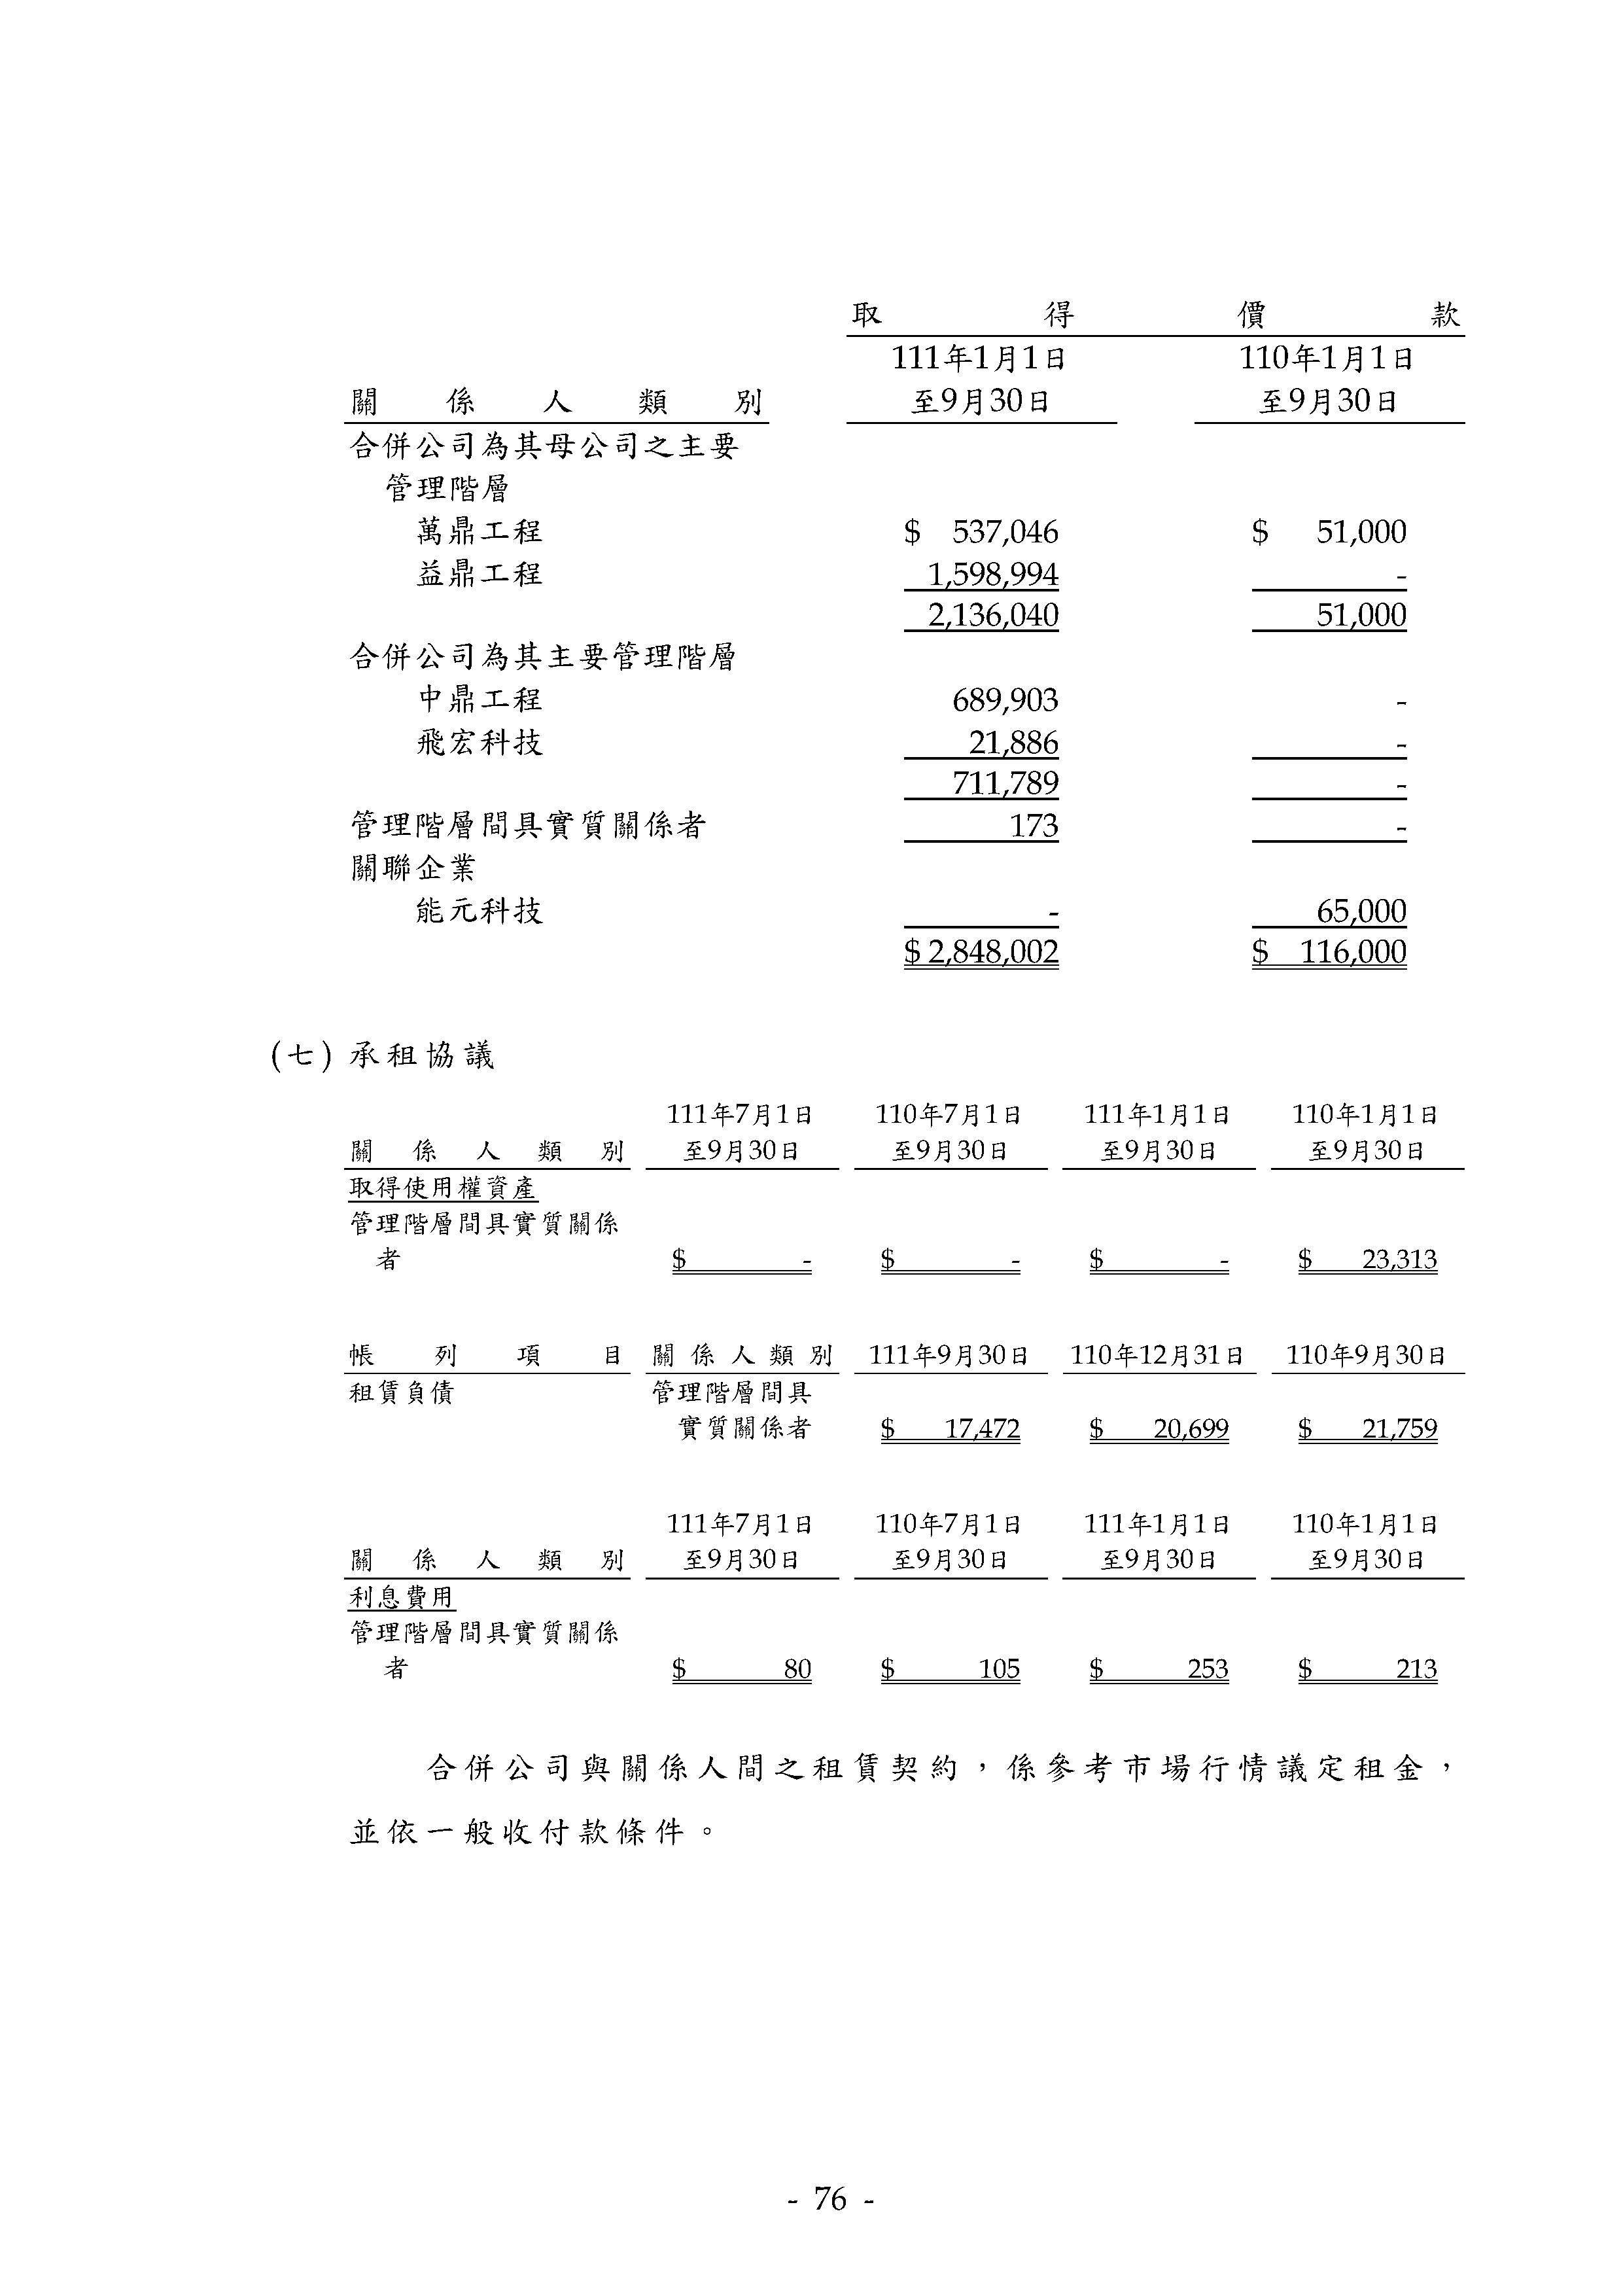 取得價款
111年1月1日 110年1月1日
關係人類別 至9月30日 至9月30日
合併公司為其母公司之主要
管理階層
萬鼎工程 $ 537,046 $ 51,000
益鼎工程 1,598,994 -
2,136,040 51,000
合併公司為其主要管理階層
中鼎工程 689,903 -
飛宏科技 21,886 -
711,789 -
管理階層間具實質關係者 173 -
關聯企業
能元科技 - 65,000
$ 2,848,002 $ 116,000
(七) 承租協議
111年7月1日 110年7月1日 111年1月1日 110年1月1日
關係人類別 至9月30日 至9月30日 至9月30日 至9月30日
取得使用權資產
管理階層間具實質關係
者 $ - $ - $ - $ 23,313
帳列項目 關係人類別 111年9月30日 110年12月31日 110年9月30日
租賃負債 管理階層間具
實質關係者 $ 17,472 $ 20,699 $ 21,759
111年7月1日 110年7月1日 111年1月1日 110年1月1日
關係人類別 至9月30日 至9月30日 至9月30日 至9月30日
利息費用
管理階層間具實質關係
者 $ 80 $ 105 $ 253 $ 213
合併公司與關係人間之租賃契約，係參考市場行情議定租金，
並依一般收付款條件。
- 76 -